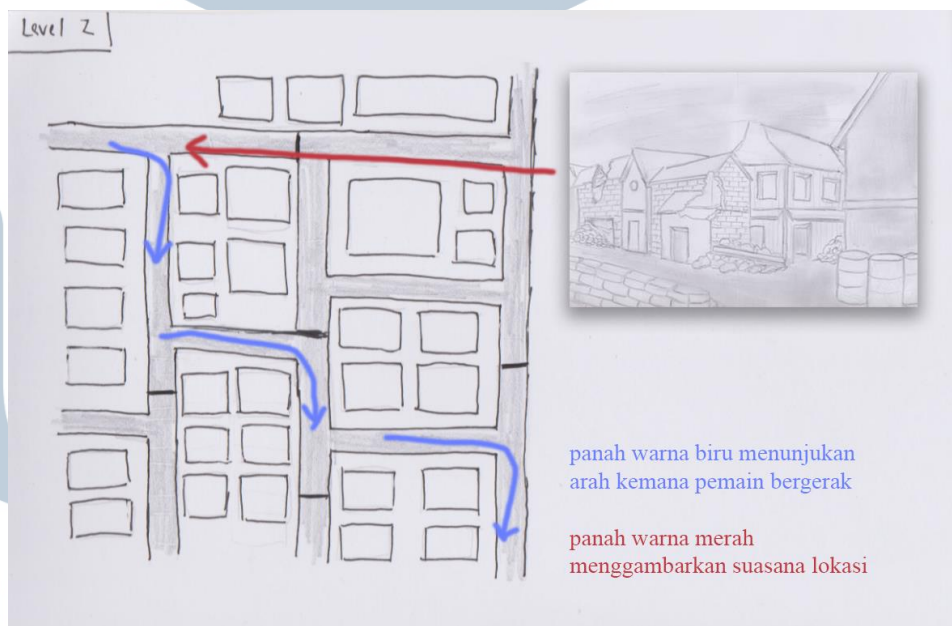 Level 2
panah warna biru menunjukan
arah kemana pemain bergerak
panah warna merah
menggambarkan suasana lokasi